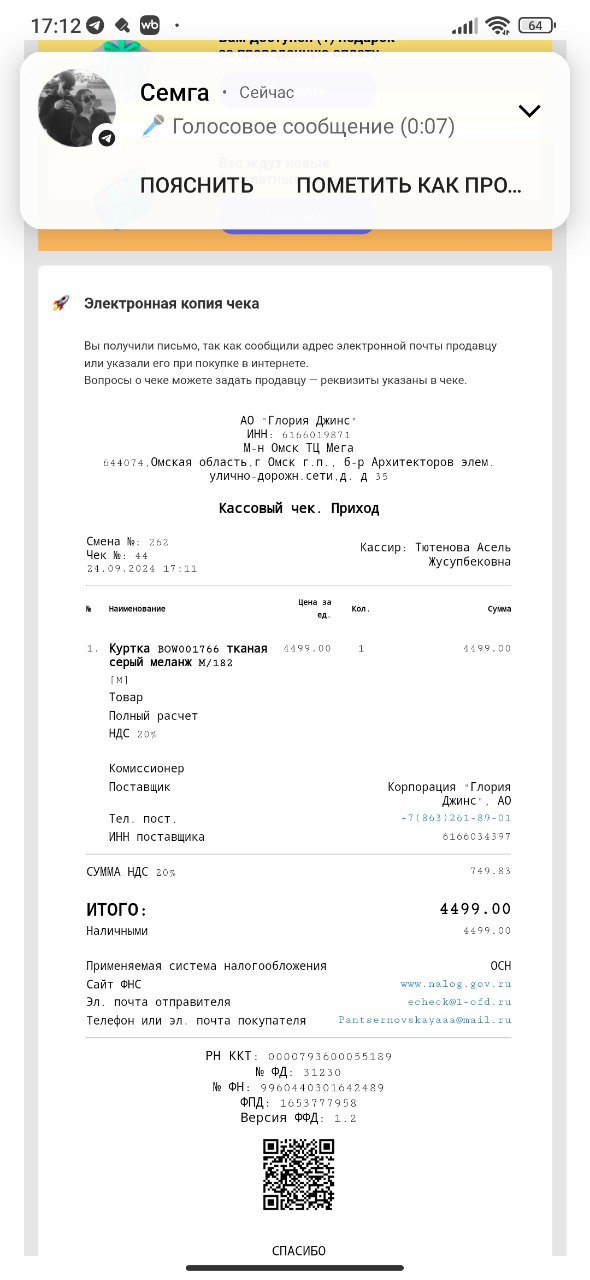 17:12
wb
64
Вам доступен (1) подарок
за проведенную оплату
Семга • Сейчас
Голосовое сообщение (0:07)
ПОЯСНИТЬ ПОМЕТИТЬ КАК ПРО...
Вас ждут новые
Получить
Электронная копия чека
Вы получили письмо, так как сообщили адрес электронной почты продавцу
или указали его при покупке в интернете.
Вопросы о чеке можете задать продавцу — реквизиты указаны в чеке.
АО "Глория Джинс"
ИНН: 6166019871
М-н Омск ТЦ Мега
644074,Омская область,г Омск г.п., б-р Архитекторов элем.
улично-дорожн.сети,д. д 35
Кассовый чек. Приход
Смена №: 262
Чек №: 44
24.09.2024 17:11
Кассир: Тютенова Асель
Жусупбековна
№ Наименование Цена за ед. Кол. Сумма
1. Куртка BOW001766 тканая 4499.00 1 4499.00
серый меланж M/182
[M]
Товар
Полный расчет
НДС 20%
Комиссионер
Поставщик Корпорация "Глория
Джинс", АО
Тел. пост. +7(863)261-89-01
ИНН поставщика 6166034397
СУММА НДС 20% 749.83
ИТОГО: 4499.00
Наличными 4499.00
Применяемая система налогообложения ОСН
Сайт ФНС www.nalog.gov.ru
Эл. почта отправителя echeck@1-ofd.ru
Телефон или эл. почта покупателя Pantsernovskayaaa@mail.ru
РН ККТ: 0000793600055189
№ ФД: 31230
№ ФН: 9960440301642489
ФПД: 1653777958
Версия ФФД: 1.2
СПАСИБО